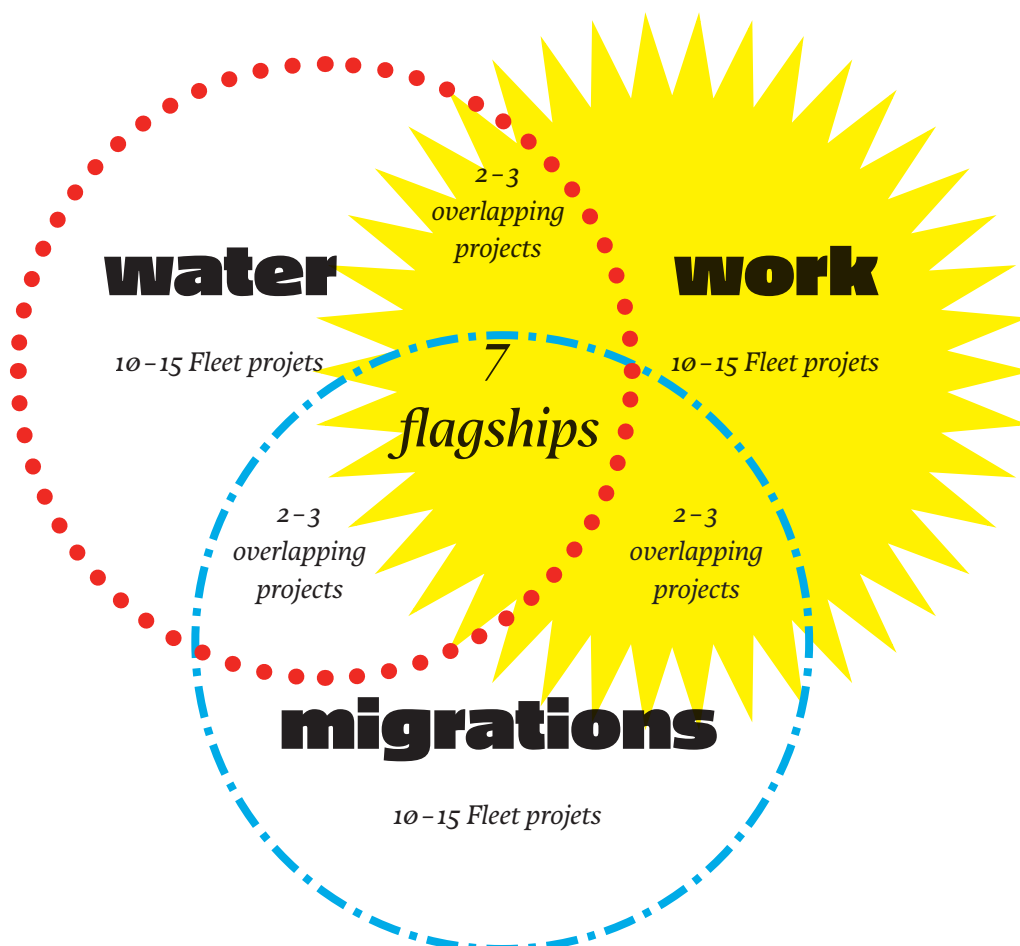 2–3
overlapping
projects
water
work
10–15 Fleet projets
10–15 Fleet projets
7
flagships
2–3
overlapping
projects
2–3
overlapping
projects
migrations
10–15 Fleet projets